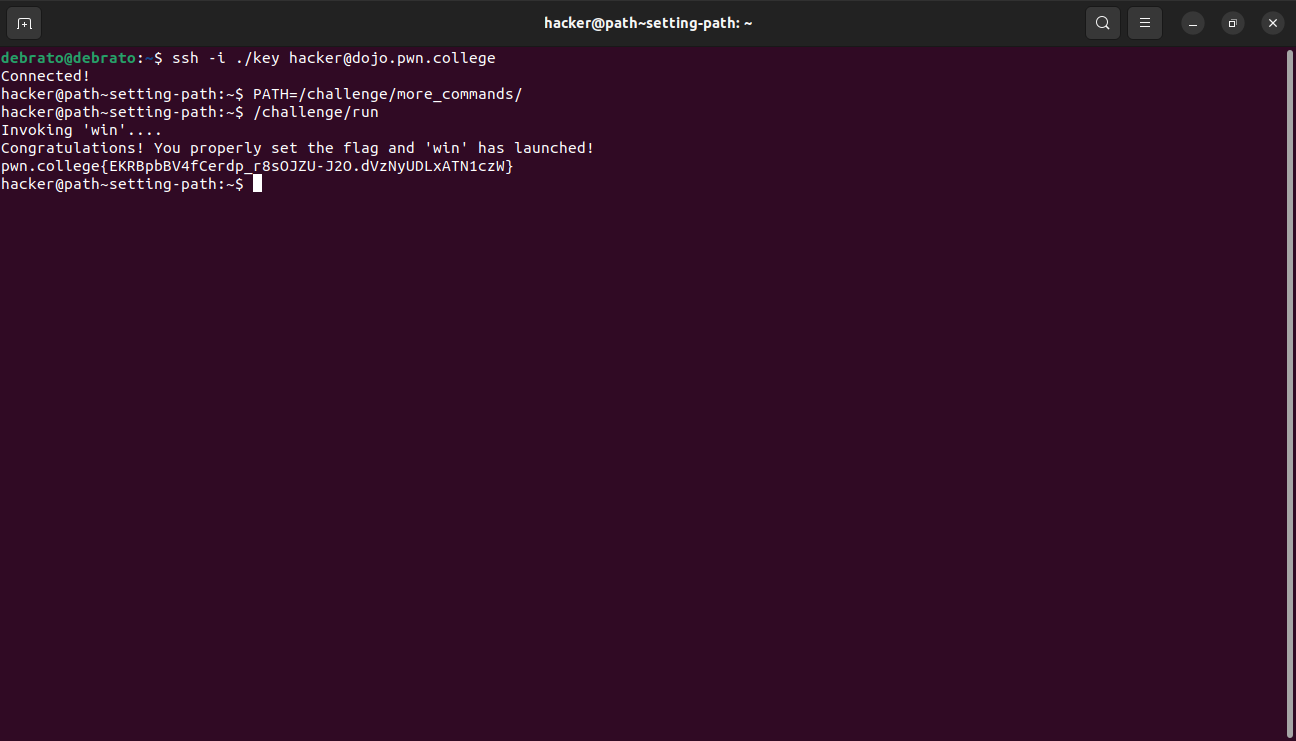 hacker@path~setting-path: ~
debrato@debrato:~$ ssh -i ./key hacker@dojo.pwn.college
Connected!
hacker@path~setting-path:~$ PATH=/challenge/more_commands/
hacker@path~setting-path:~$ /challenge/run
Invoking 'win'....
Congratulations! You properly set the flag and 'win' has launched!
pwn.college{EKRBpbBV4fCerdp_r8sOJZU-J2O.dVzNyUDLxATN1czW}
hacker@path~setting-path:~$